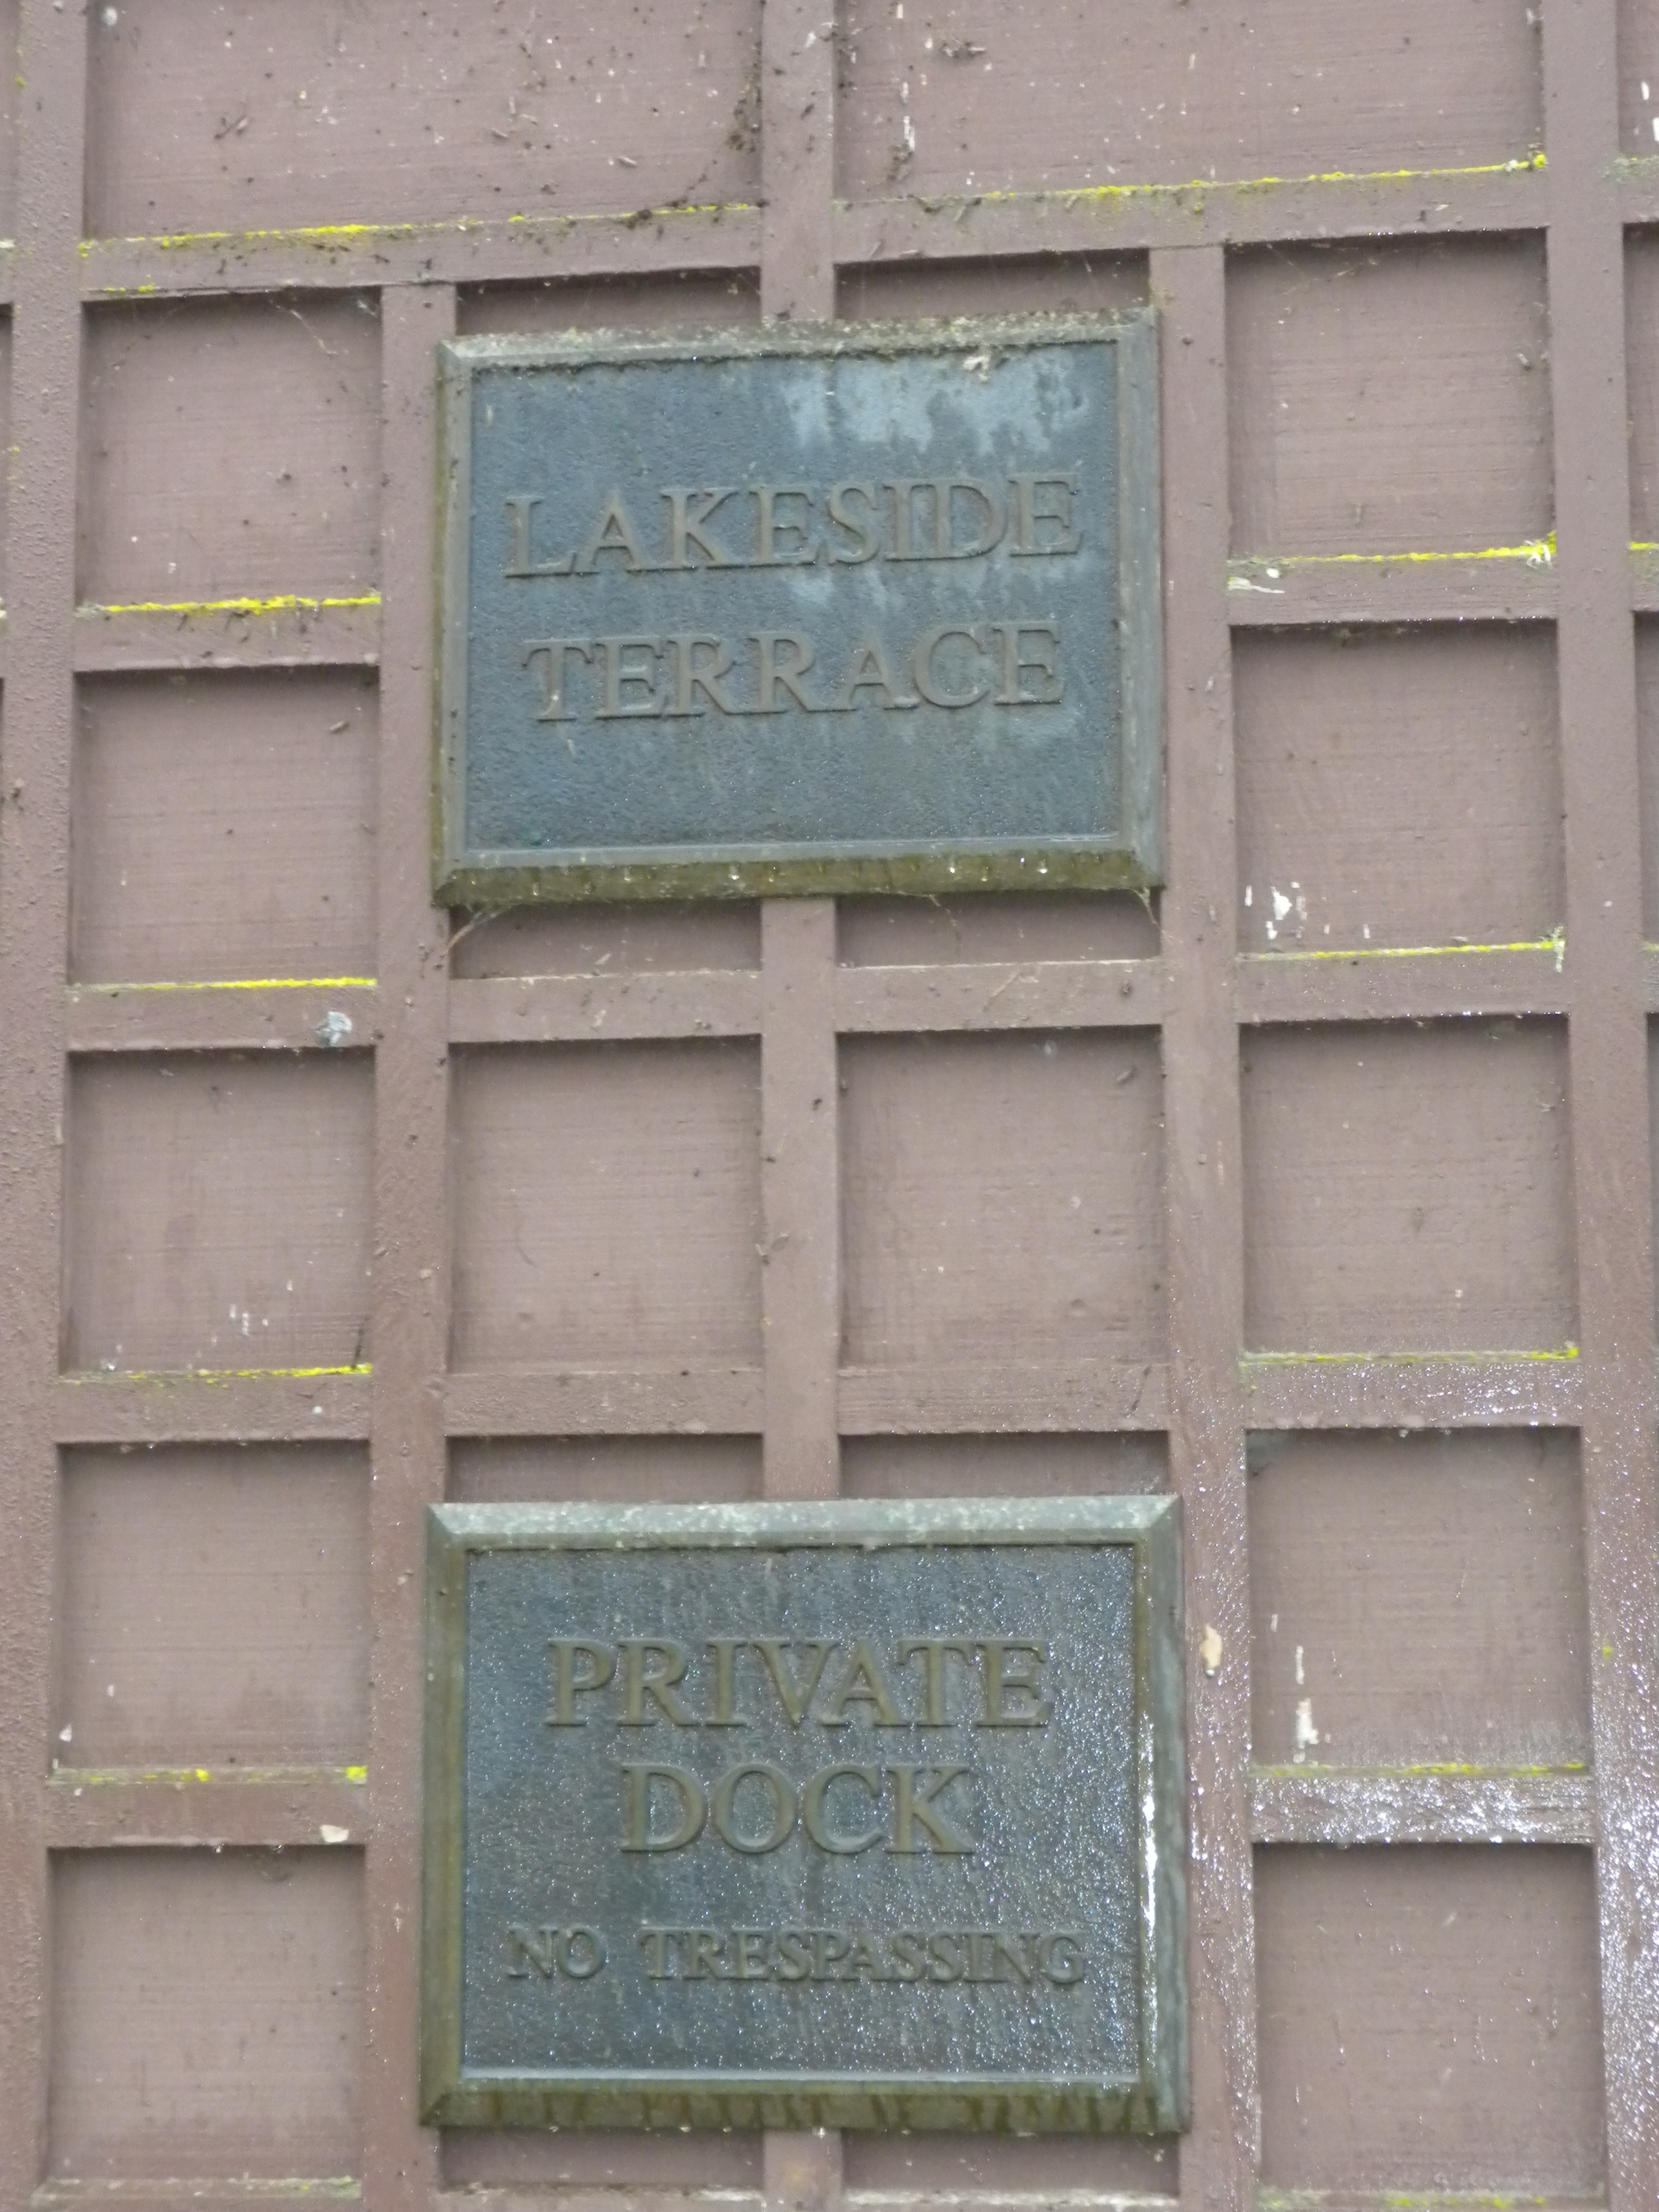 LAKESIDE
TERRACE
PRIVATE
DOCK
NO TRESPASSING